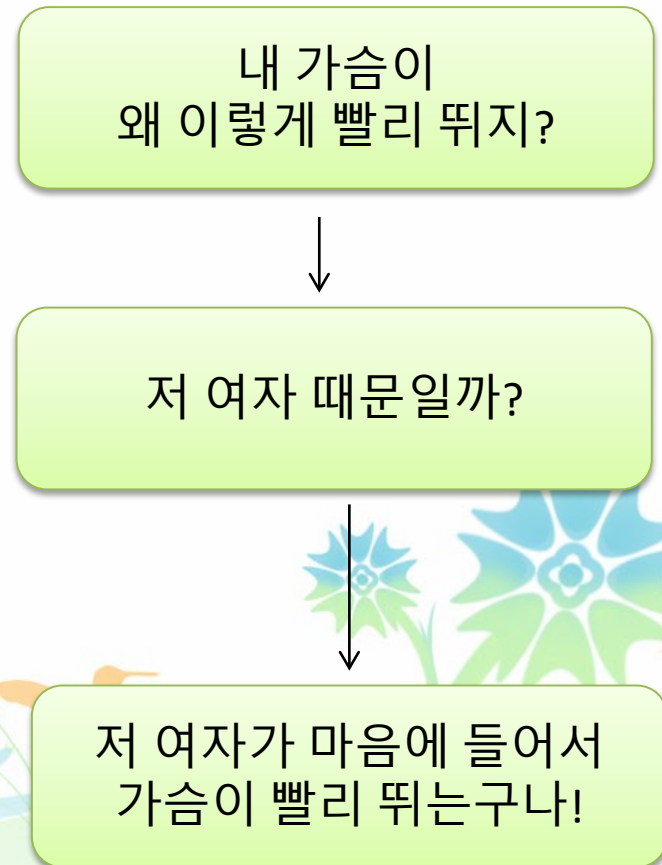 내 가슴이
왜 이렇게 빨리 뛰지?
저 여자 때문일까?
저 여자가 마음에 들어서
가슴이 빨리 뛰는구나!